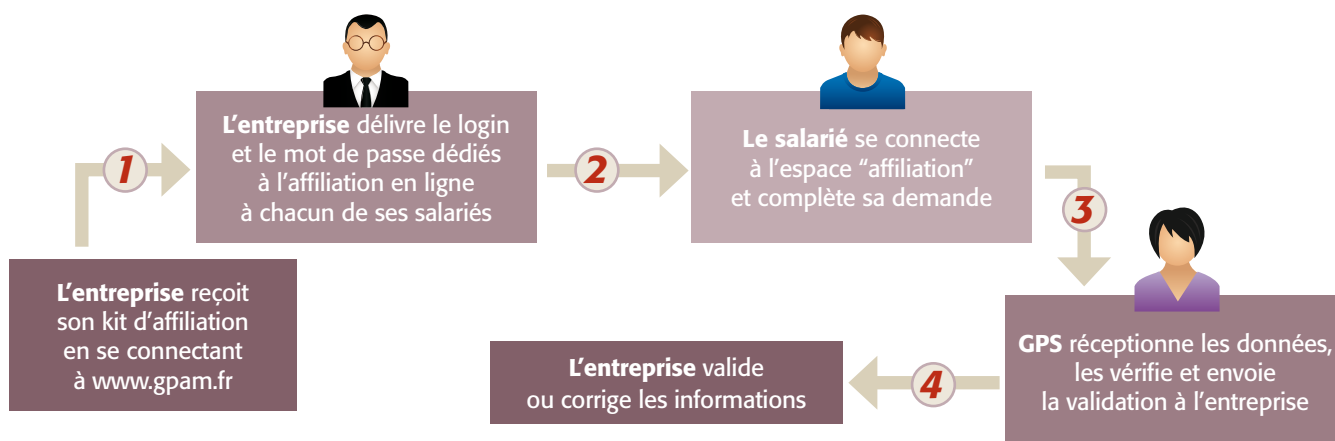 L'entreprise reçoit
son kit d'affiliation
en se connectant
à www.gpam.fr
1
L'entreprise délivre le login
et le mot de passe dédiés
à l'affiliation en ligne
à chacun de ses salariés
2
Le salarié se connecte
à l'espace "affiliation"
et complète sa demande
3
GPS réceptionne les données,
les vérifie et envoie
la validation à l'entreprise
4
L'entreprise valide
ou corrige les informations